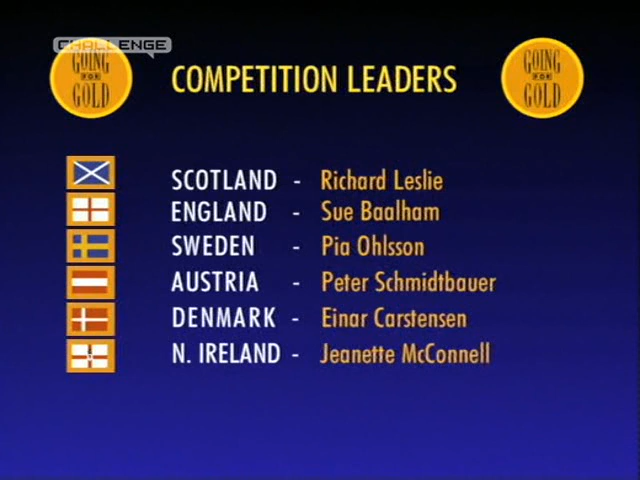 CHALLENGE
GOING
FOR
GOLD
COMPETITION LEADERS
GOING
FOR
GOLD
SCOTLAND - Richard Leslie
ENGLAND - Sue Baalham
SWEDEN - Pia Ohlsson
AUSTRIA - Peter Schmidtbauer
DENMARK - Einar Carstensen
N. IRELAND - Jeanette McConnell